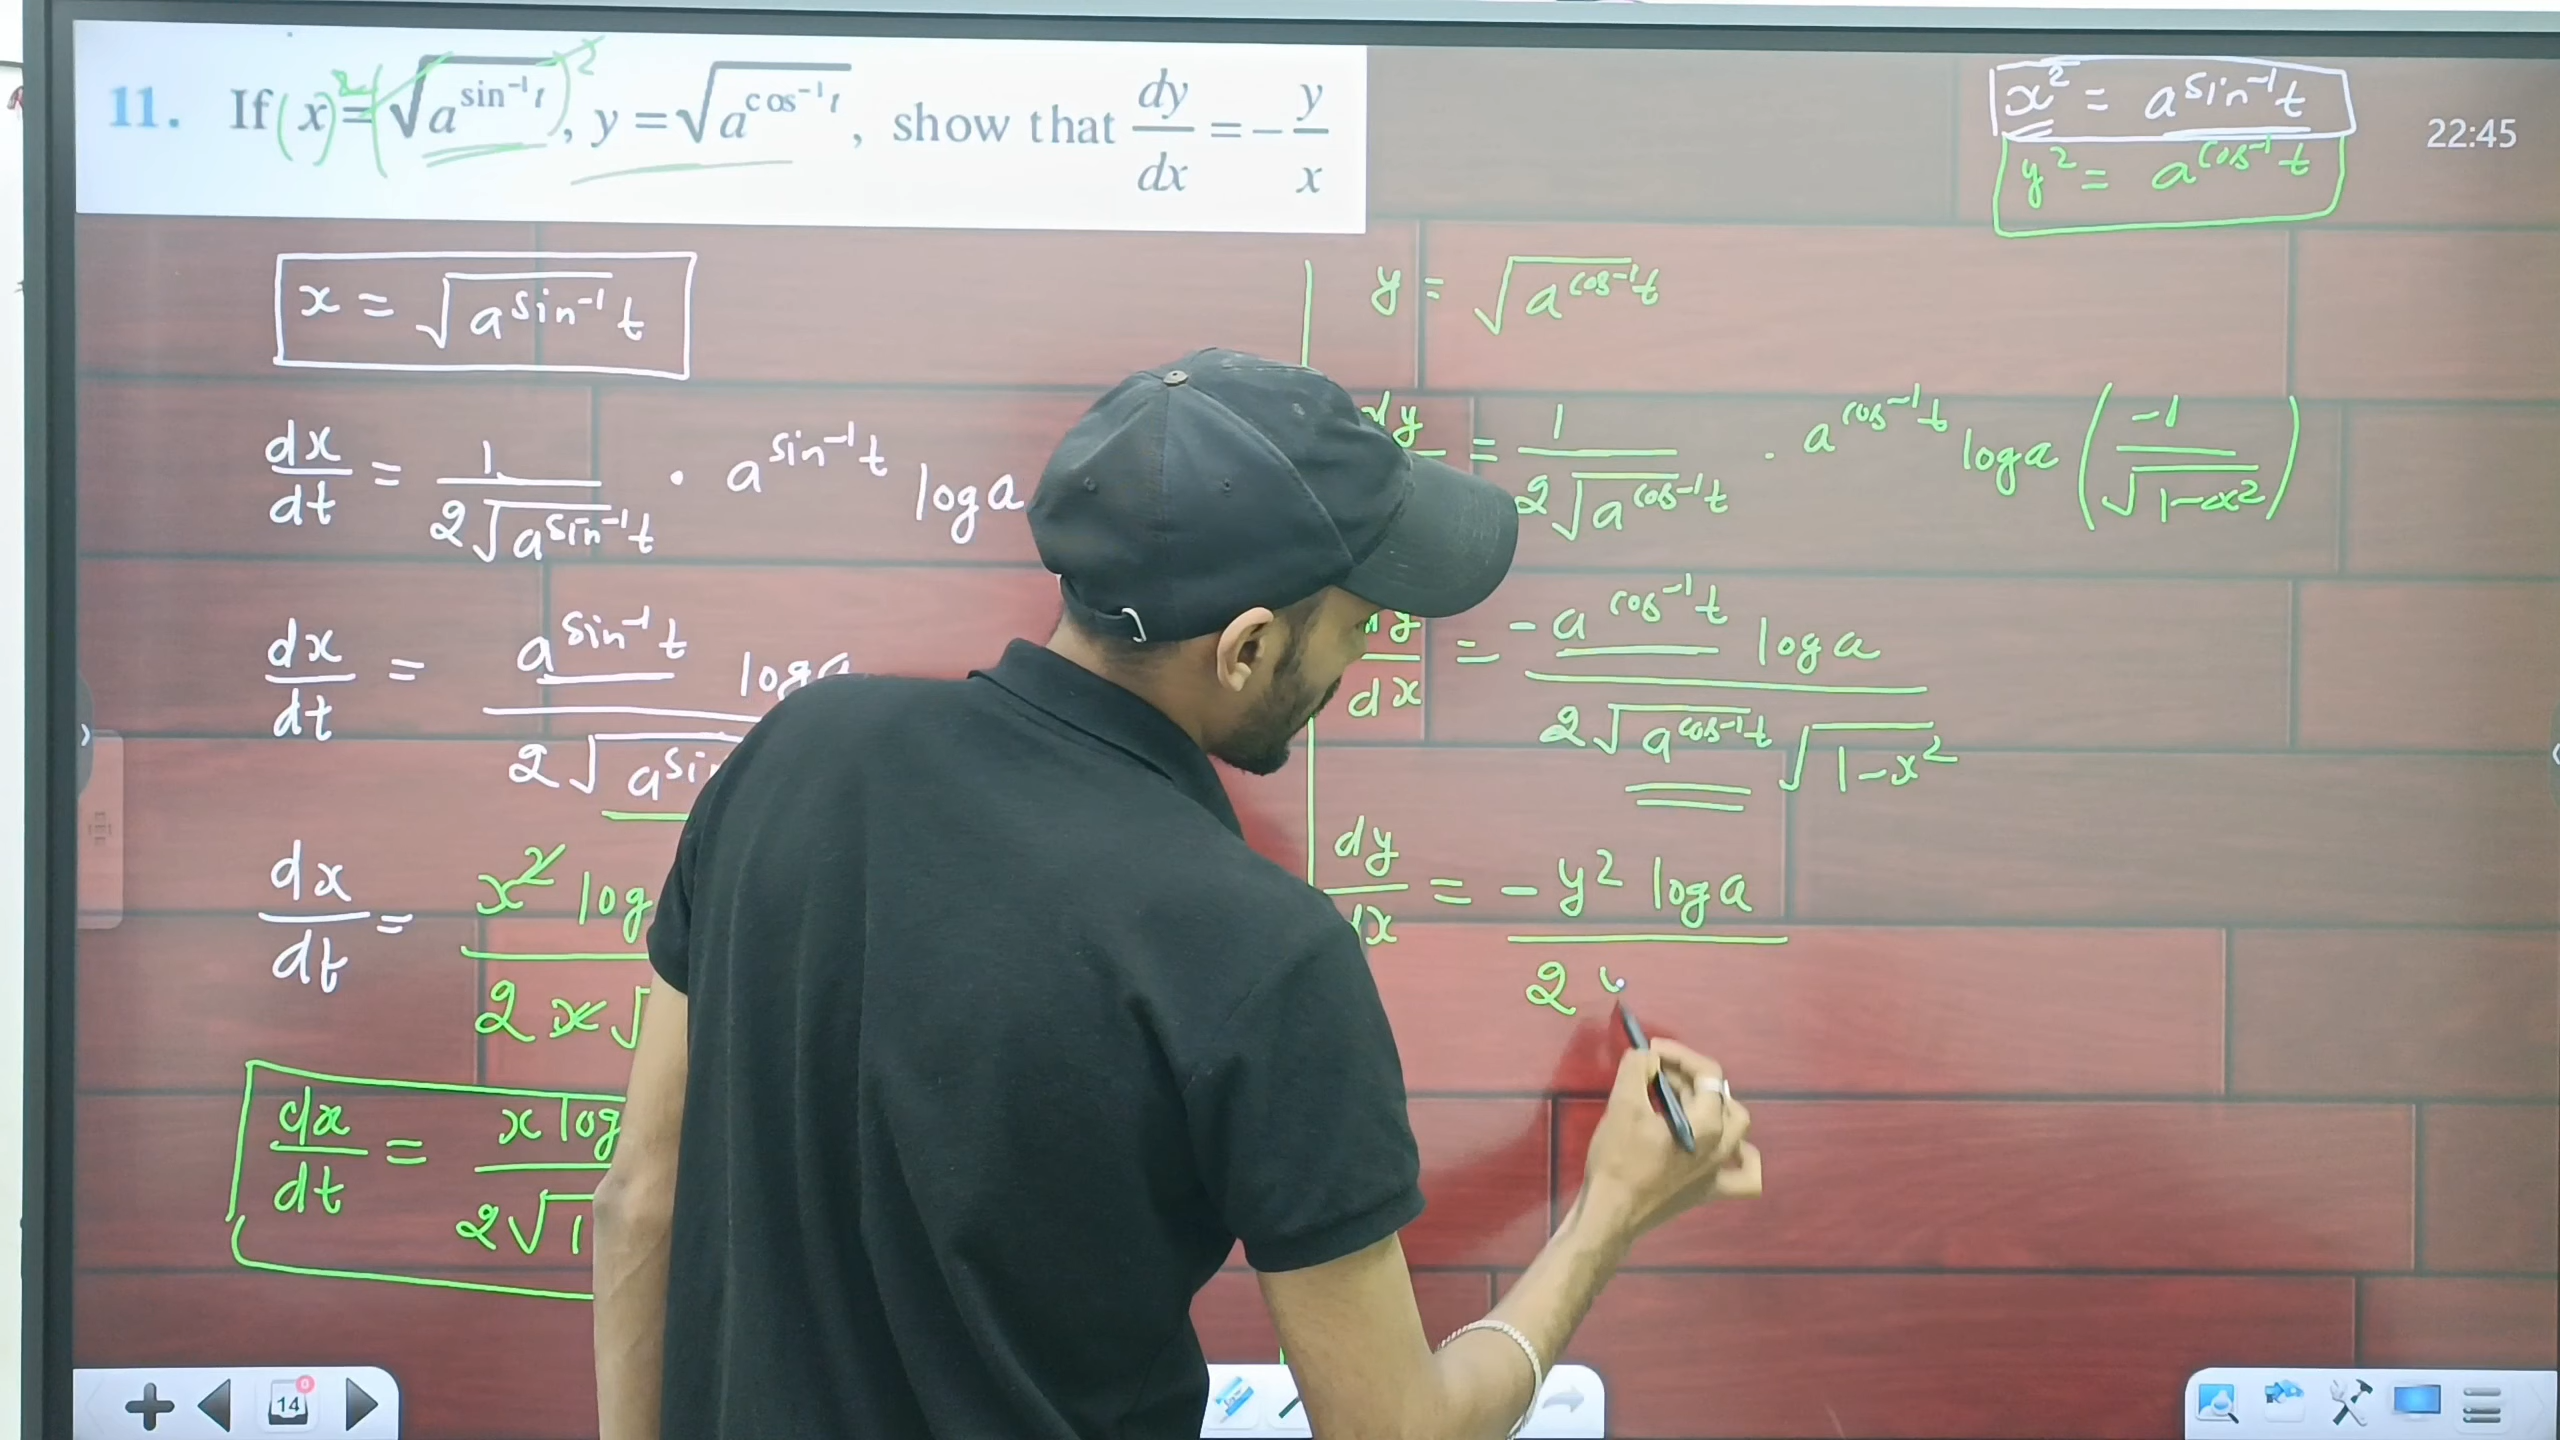 11. If (x)² = (√a^sin⁻¹t)², y = √a^cos⁻¹t, show that dy/dx = -y/x
x² = a^sin⁻¹t
y² = a^cos⁻¹t
22:45
x = √a^sin⁻¹t
dx/dt = 1/2√a^sin⁻¹t · a^sin⁻¹t log a
dx/dt = a^sin⁻¹t log a / 2√a^si
dx/dt = x² log / 2x√
dx/dt = x log / 2√1
y = √a^cos⁻¹t
dy = 1/2√a^cos⁻¹t . a^cos⁻¹t log a (-1/√1-x²)
dy/dx = -a^cos⁻¹t log a / 2√a^cos⁻¹t √1-x²
dy/dx = -y² log a / 2
14